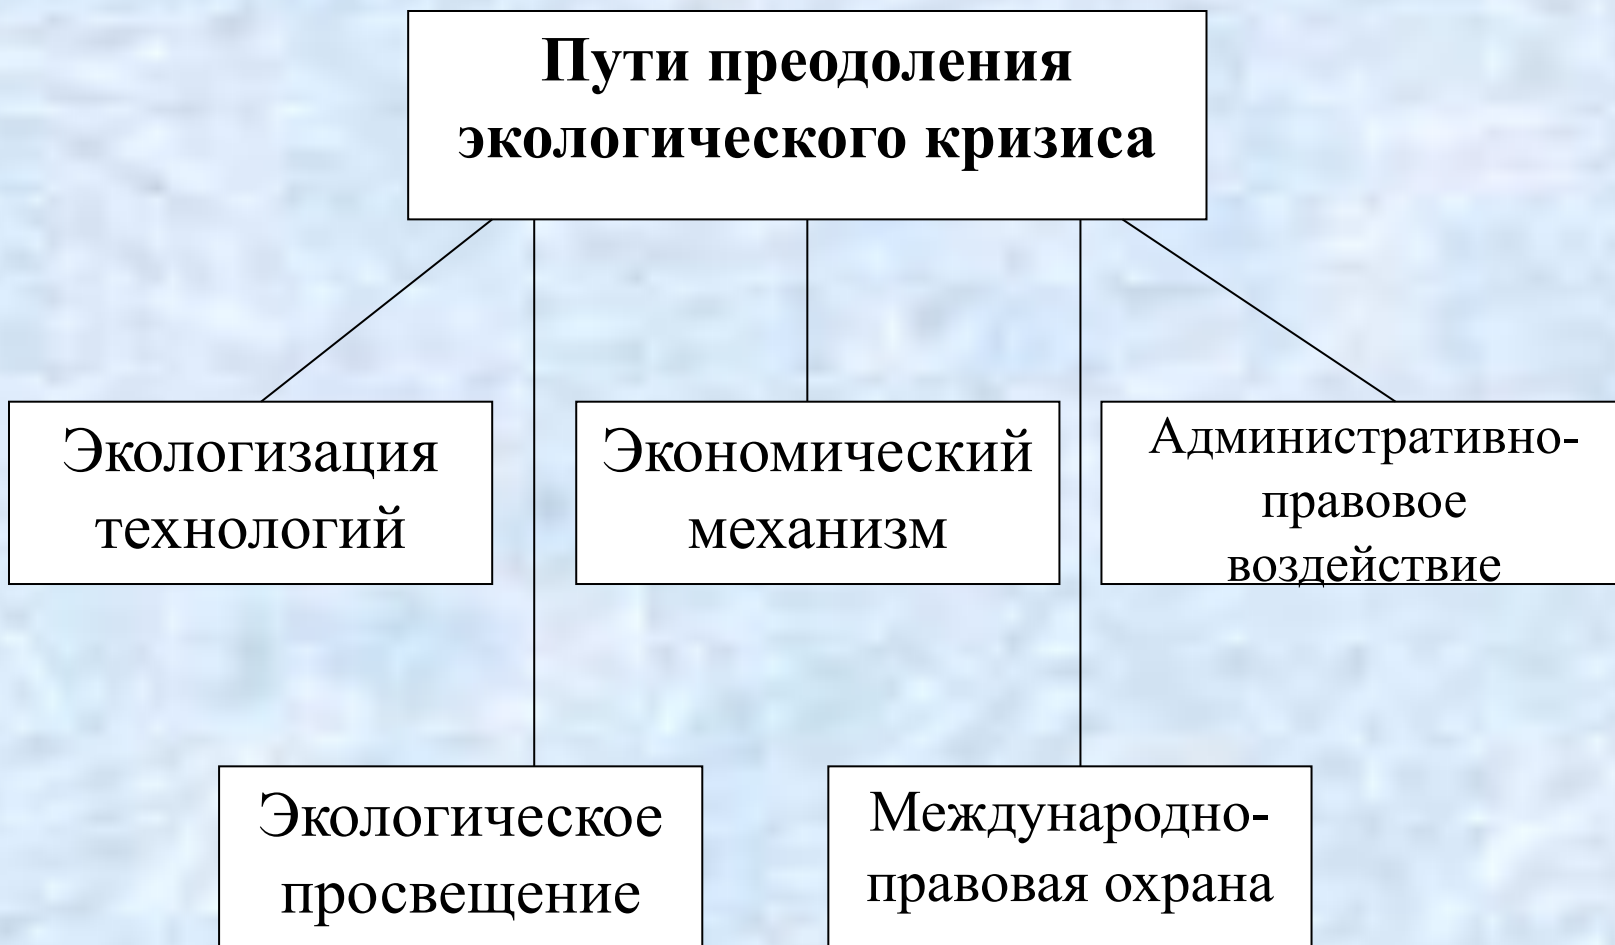 Пути преодоления
экологического кризиса
Экологизация
технологий
Экономический
механизм
Административно-
правовое
воздействие
Экологическое
просвещение
Международно-
правовая охрана